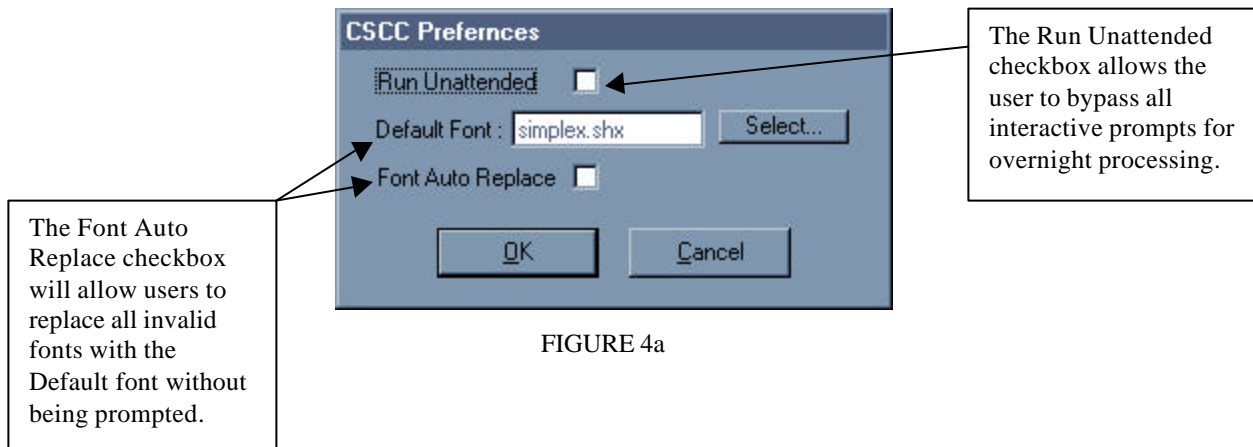 CSCC Prefernces
Run Unattended
Default Font : simplex.shx Select...
Font Auto Replace
OK Cancel
The Run Unattended
checkbox allows the
user to bypass all
interactive prompts for
overnight processing.
The Font Auto
Replace checkbox
will allow users to
replace all invalid
fonts with the
Default font without
being prompted.
FIGURE 4a